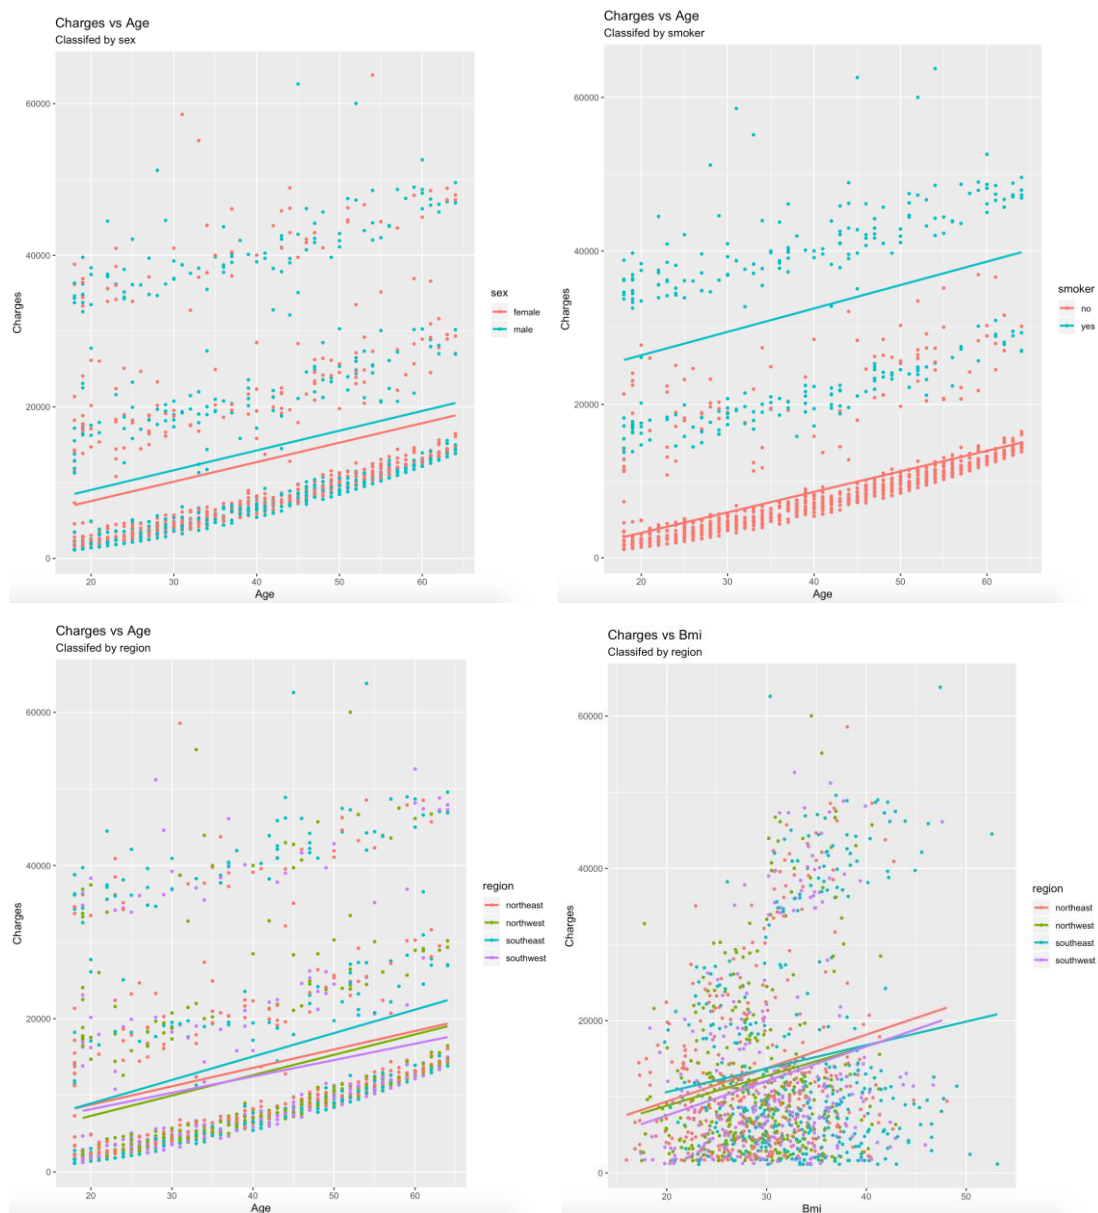 Charges vs Age
Classifed by sex
60000
40000
20000
0
Charges
20 30 40 50 60
Age
sex
female
male
Charges vs Age
Classifed by smoker
60000
40000
20000
0
Charges
20 30 40 50 60
Age
smoker
no
yes
Charges vs Age
Classifed by region
60000
40000
20000
0
Charges
20 30 40 50 60
Age
region
northeast
northwest
southeast
southwest
Charges vs Bmi
Classifed by region
60000
40000
20000
0
Charges
20 30 40 50
Bmi
region
northeast
northwest
southeast
southwest